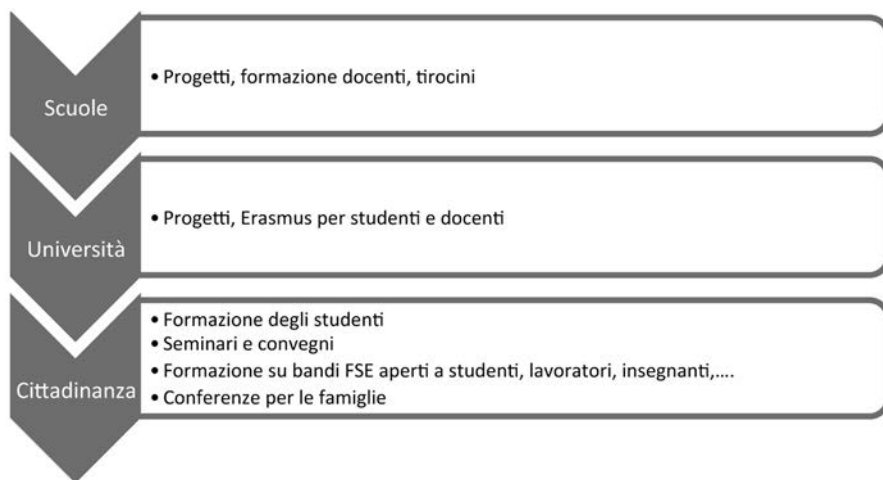 Scuole
• Progetti, formazione docenti, tirocini
Università
• Progetti, Erasmus per studenti e docenti
Cittadinanza
• Formazione degli studenti
• Seminari e convegni
• Formazione su bandi FSE aperti a studenti, lavoratori, insegnanti,....
• Conferenze per le famiglie